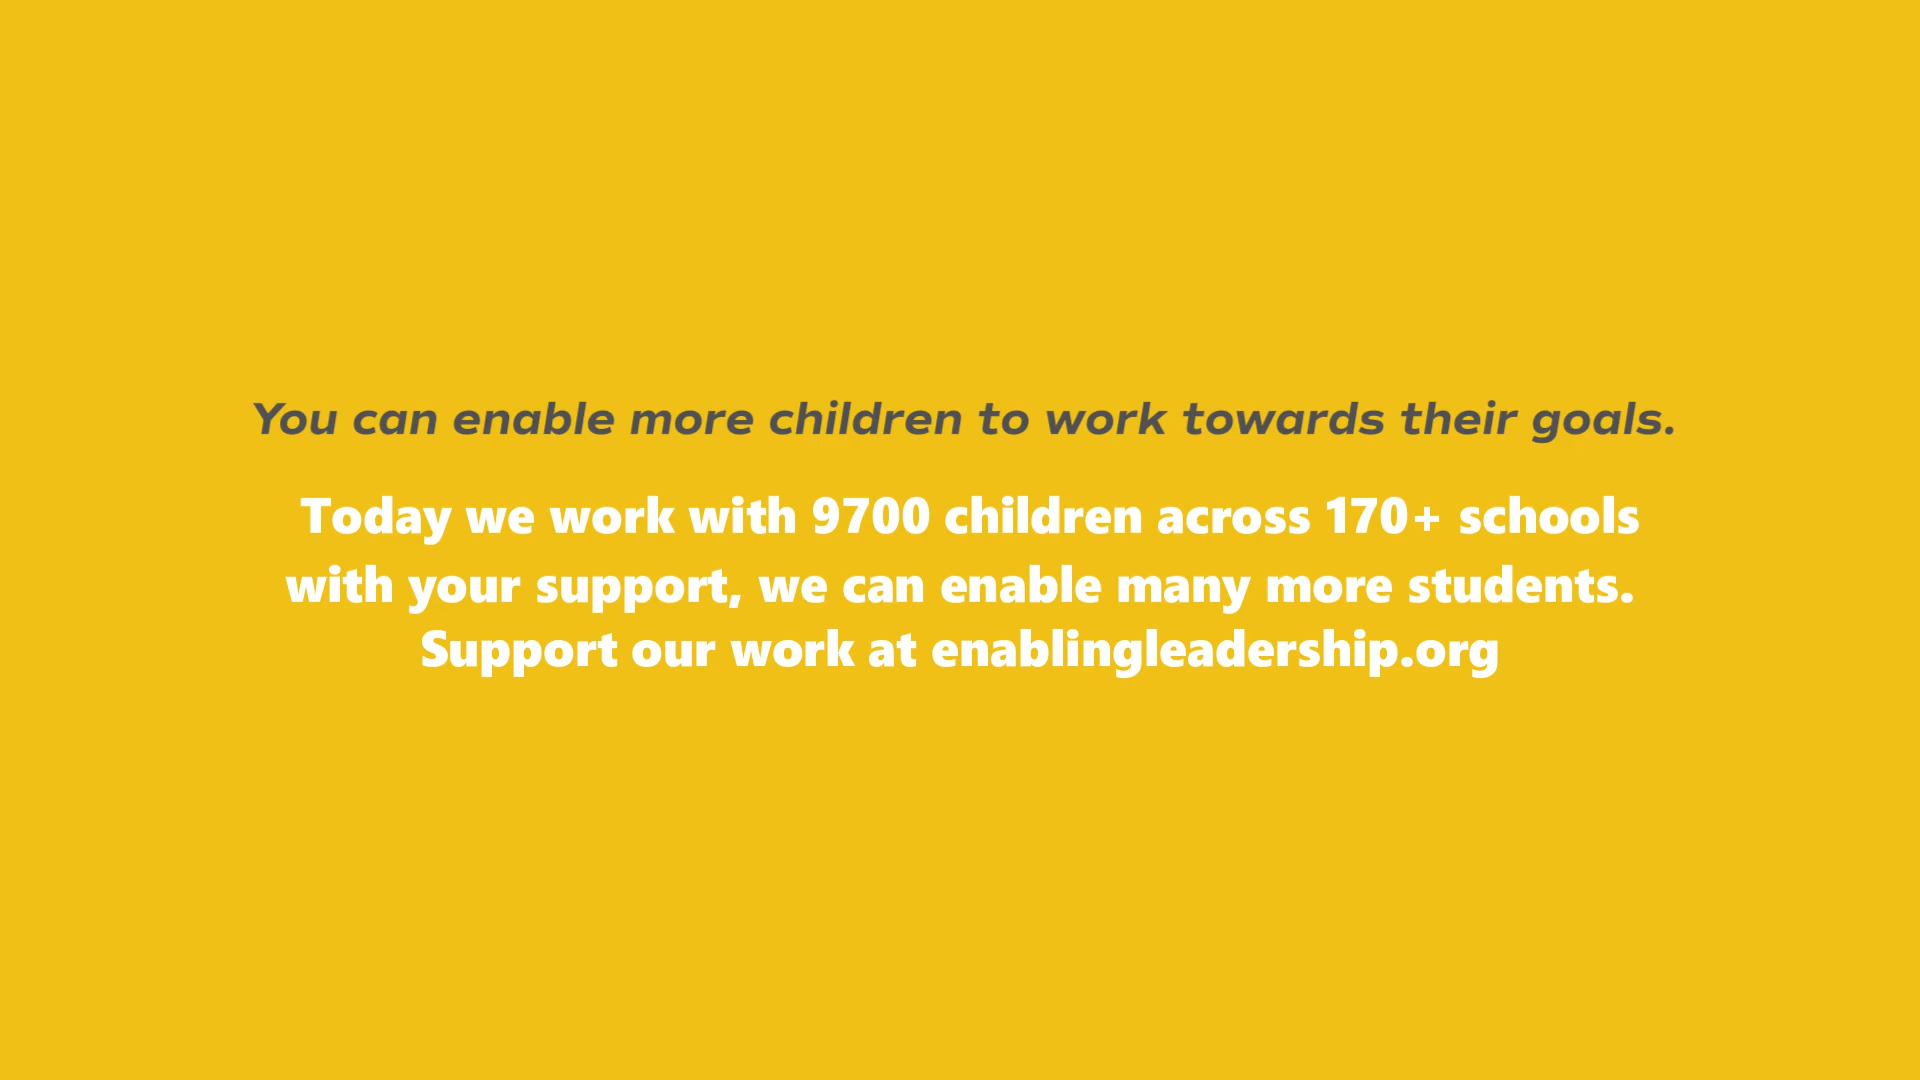 You can enable more children to work towards their goals.
Today we work with 9700 children across 170+ schools
with your support, we can enable many more students.
Support our work at enablingleadership.org